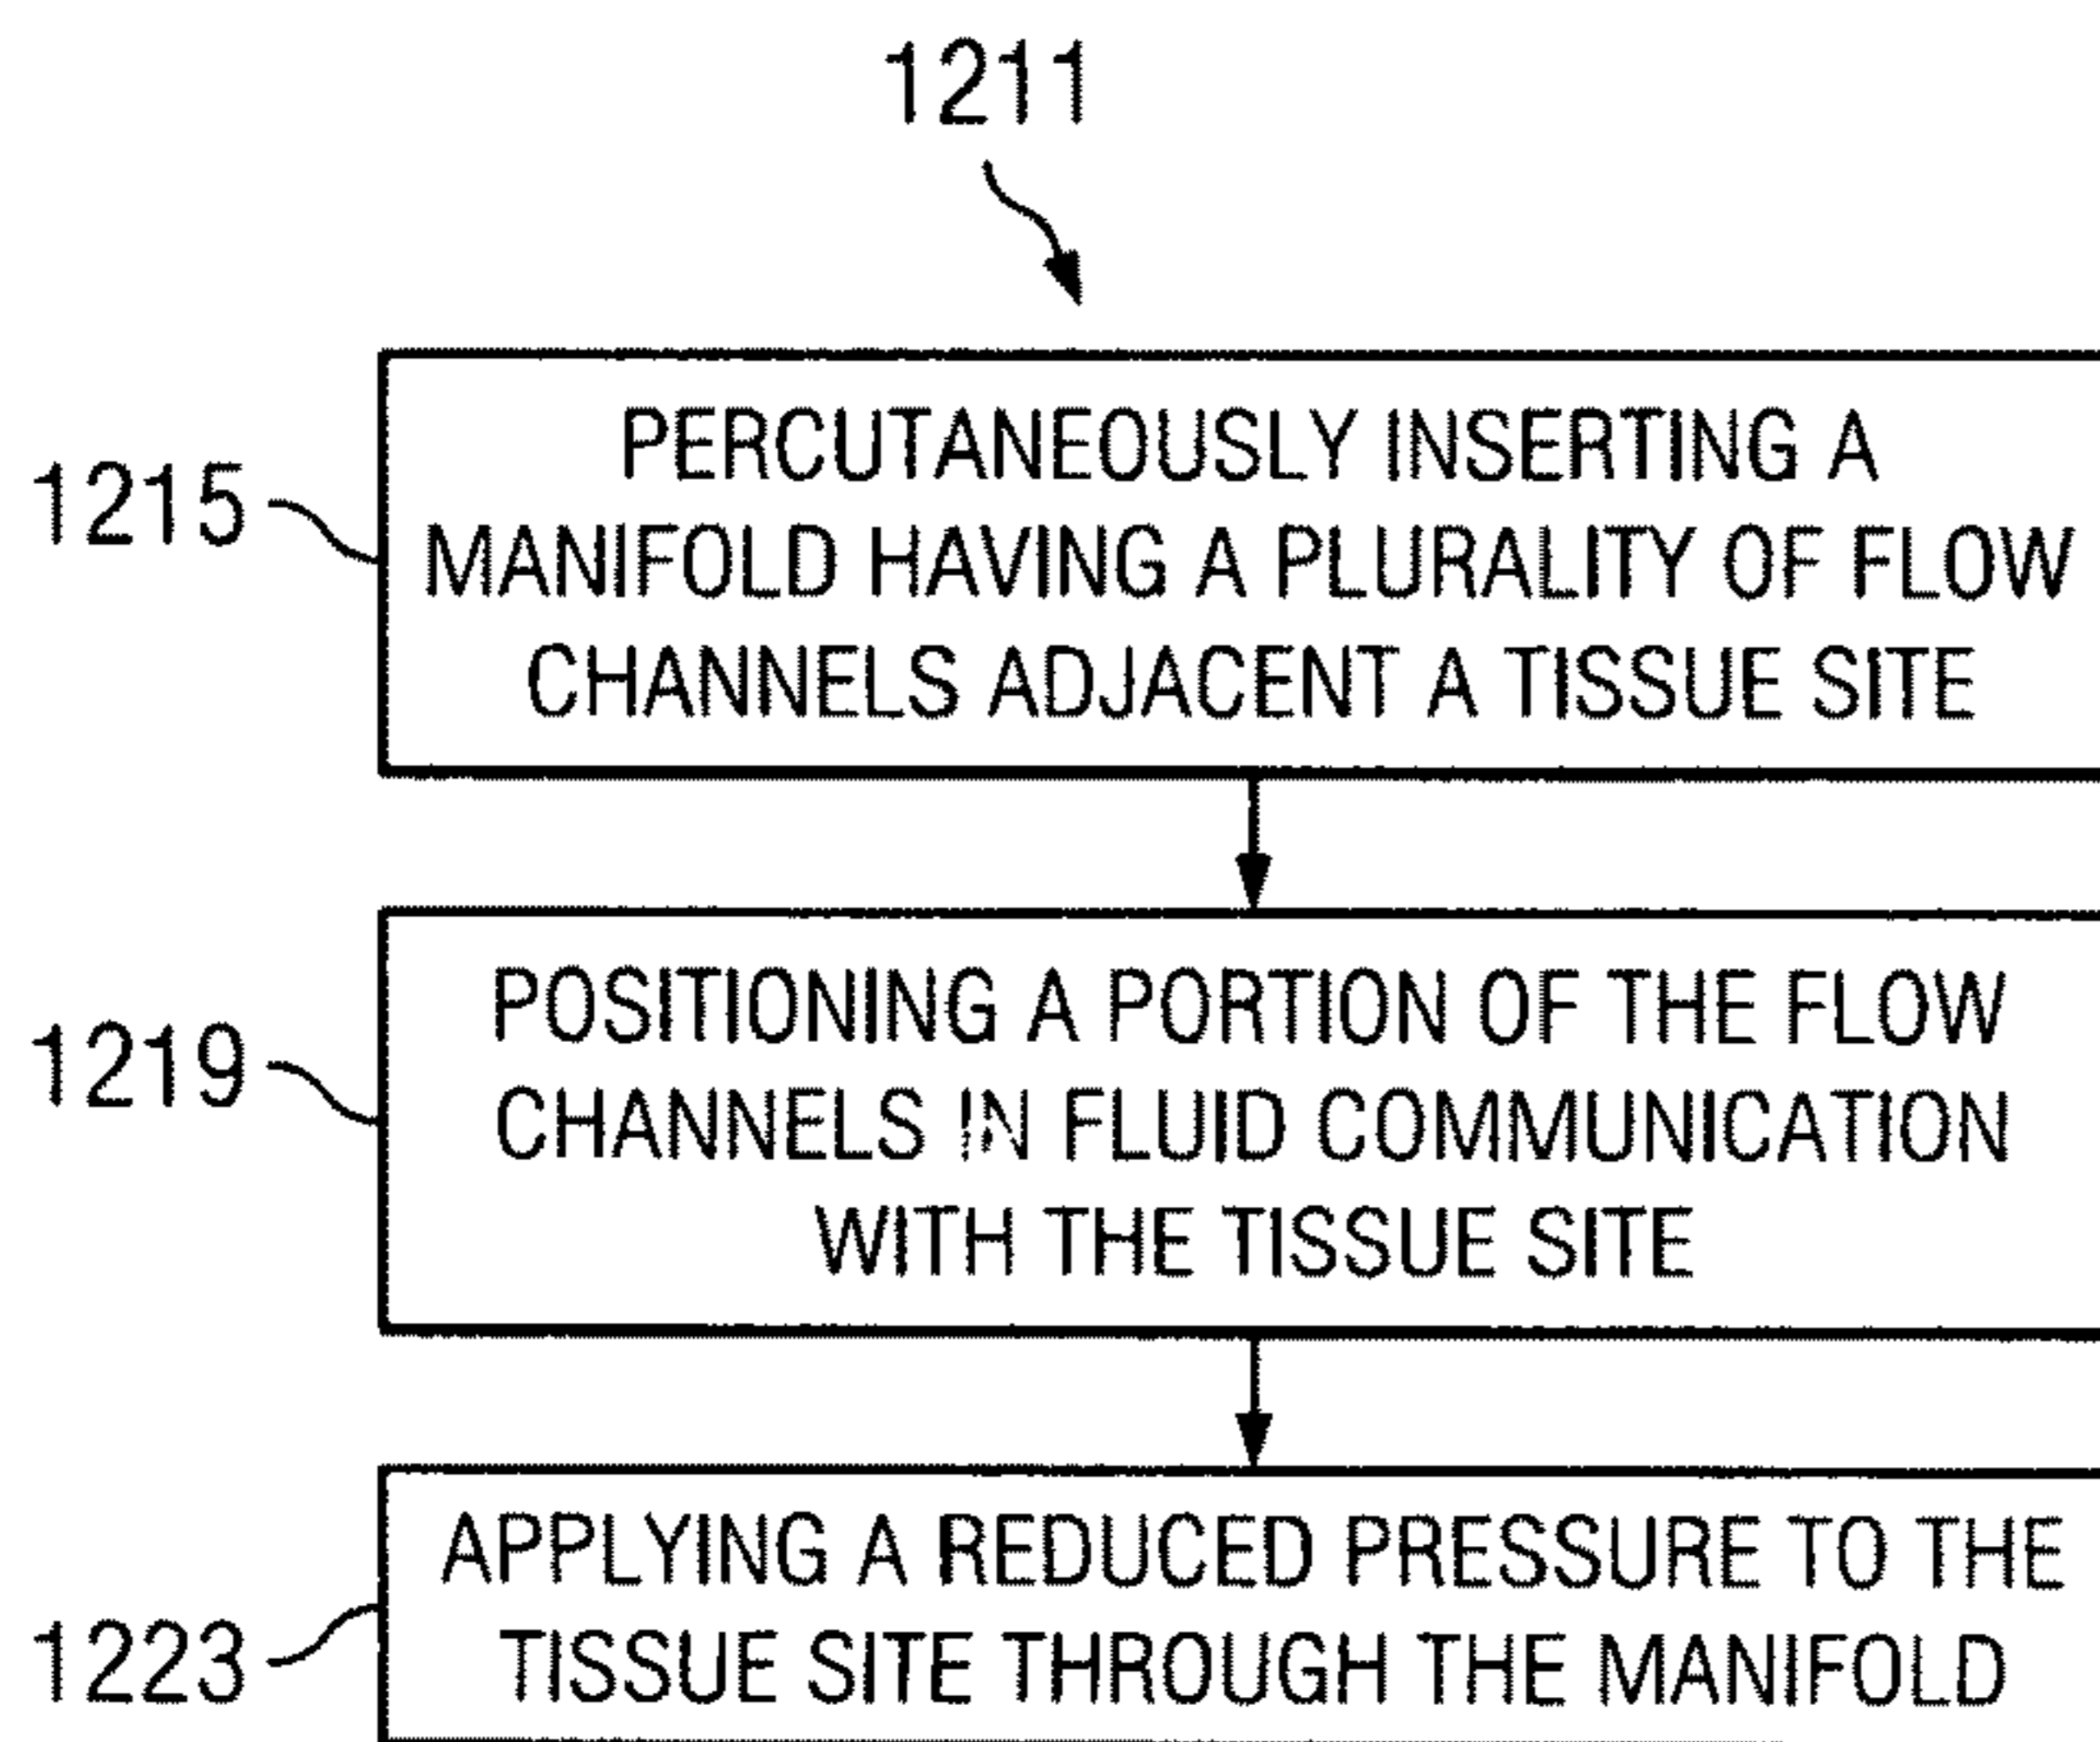 1211
1215
PERCUTANEOUSLY INSERTING A
MANIFOLD HAVING A PLURALITY OF FLOW
CHANNELS ADJACENT A TISSUE SITE
1219
POSITIONING A PORTION OF THE FLOW
CHANNELS IN FLUID COMMUNICATION
WITH THE TISSUE SITE
1223
APPLYING A REDUCED PRESSURE TO THE
TISSUE SITE THROUGH THE MANIFOLD